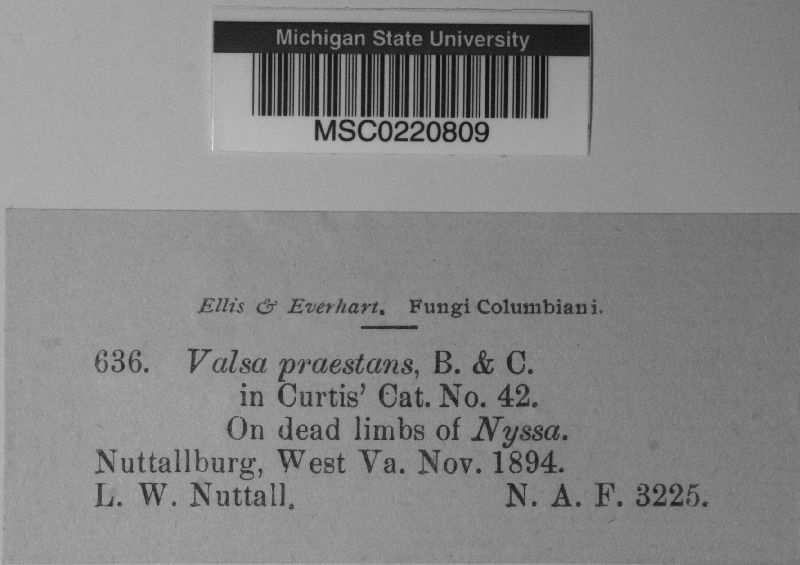 Michigan State University
MSC0220809
Ellis & Everhart. Fungi Columbiani.
636. Valsa praestans, B. & C.
in Curtis' Cat. No. 42.
On dead limbs of Nyssa.
Nuttallburg, West Va. Nov. 1894.
L. W. Nuttall. N. A. F. 3225.